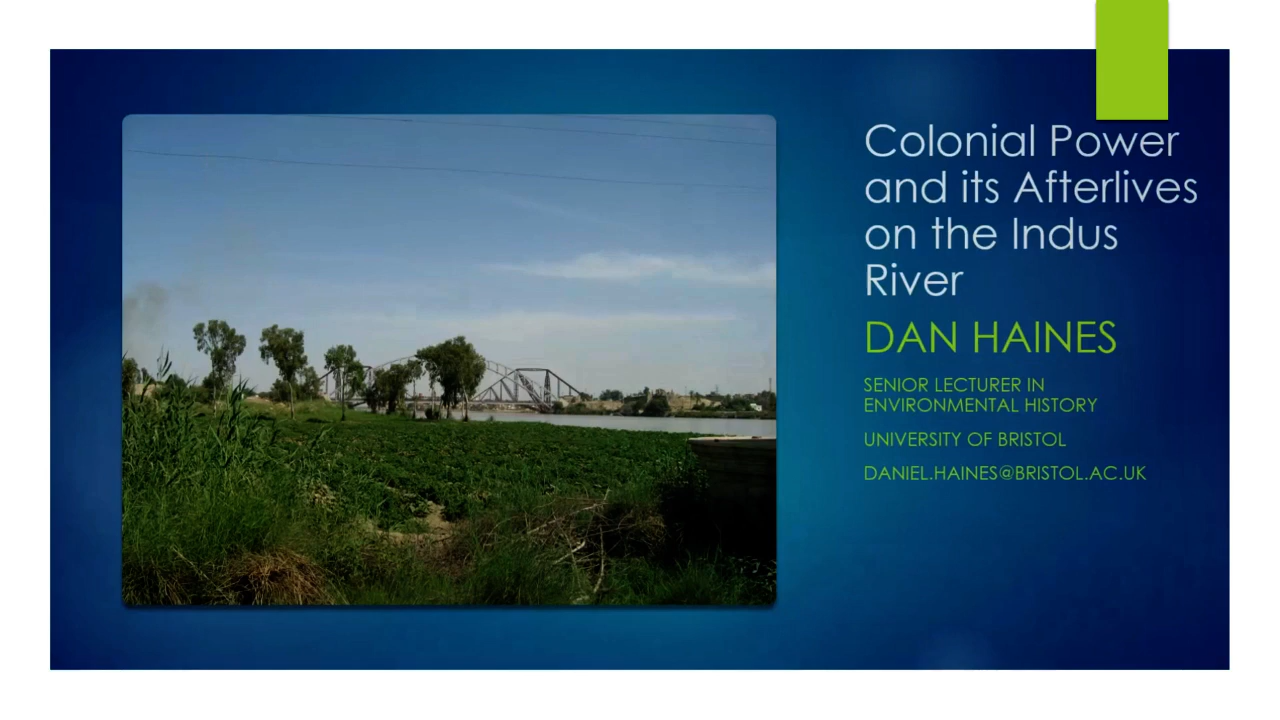 Colonial Power
and its Afterlives
on the Indus
River
DAN HAINES
SENIOR LECTURER IN
ENVIRONMENTAL HISTORY
UNIVERSITY OF BRISTOL
DANIEL.HAINES@BRISTOL.AC.UK